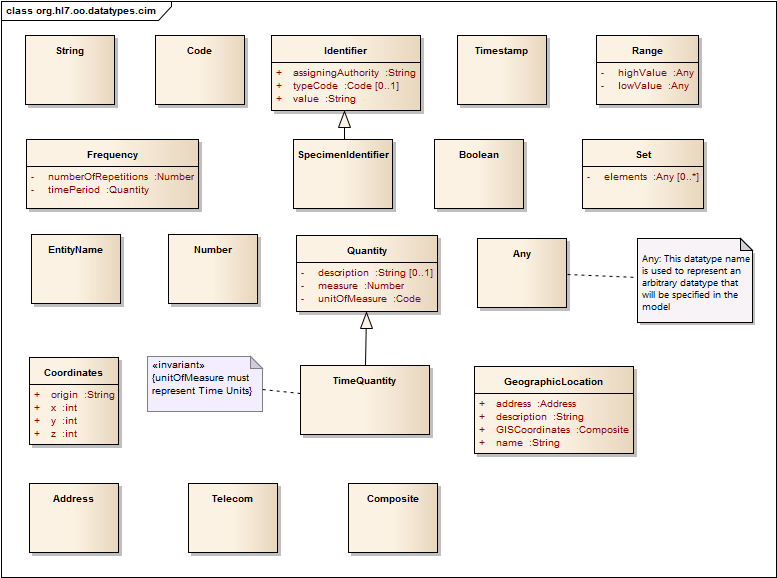 class org.hl7.oo.datatypes.cim
String
Code
Identifier
+ assigningAuthority :String
+ typeCode :Code [0..1]
+ value :String
Timestamp
Range
- highValue :Any
- lowValue :Any
Frequency
- numberOfRepetitions :Number
- timePeriod :Quantity
SpecimenIdentifier
Boolean
Set
- elements :Any [0..*]
EntityName
Number
Quantity
- description :String [0..1]
- measure :Number
- unitOfMeasure :Code
Any
Any: This datatype name
is used to represent an
arbitrary datatype that
will be specified in the
model
Coordinates
+ origin :String
+ x :int
+ y :int
+ z :int
«invariant»
{unitOfMeasure must
represent Time Units}
TimeQuantity
GeographicLocation
+ address :Address
+ description :String
+ GISCoordinates :Composite
+ name :String
Address
Telecom
Composite